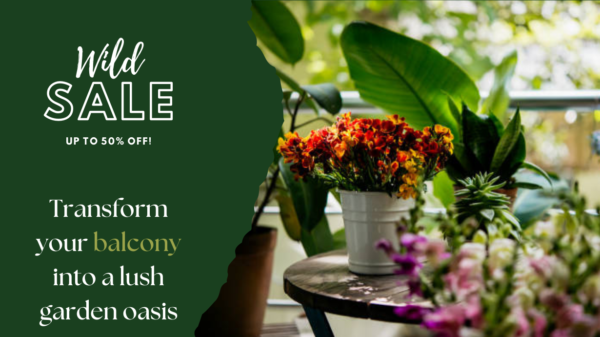 Wild
SALE
UP TO 50% OFF!
Transform
your balcony
into a lush
garden oasis